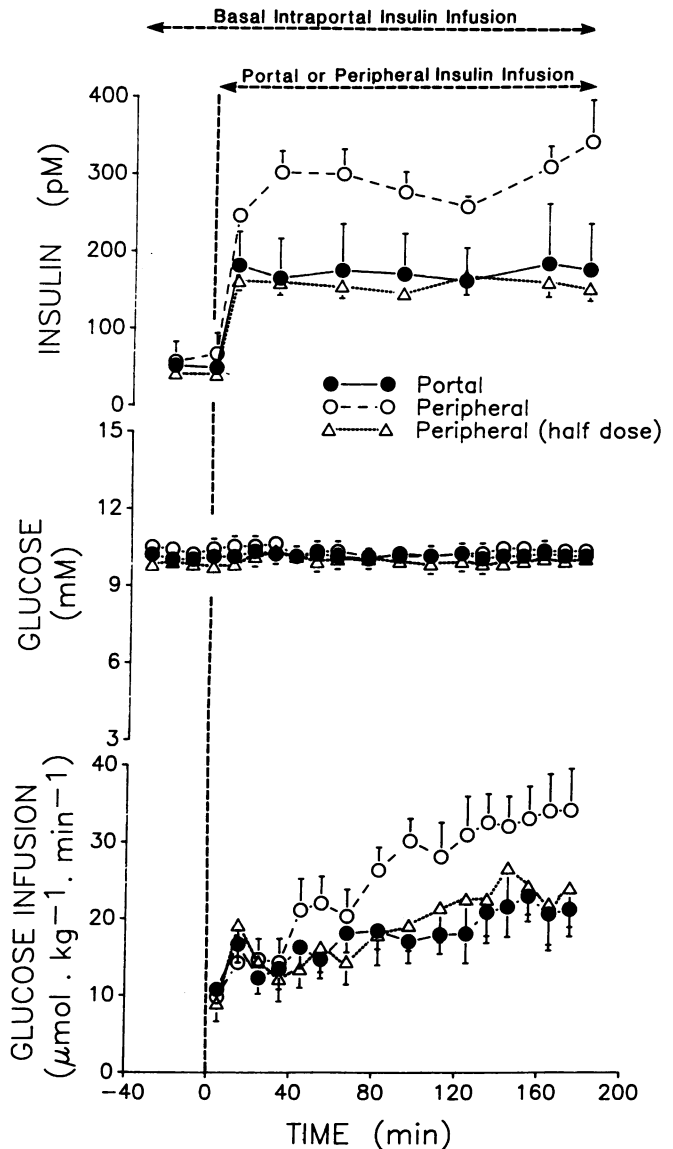 Basal Intraportal Insulin Infusion
Portal or Peripheral Insulin Infusion
400
300
200
100
0
INSULIN (pM)
Portal
Peripheral
Peripheral (half dose)
15
12
9
6
3
GLUCOSE
(mM)
40
30
20
10
0
GLUCOSE INFUSION
(μmol . kg−1 . min−1)
−40 0 40 80 120 160 200
TIME (min)